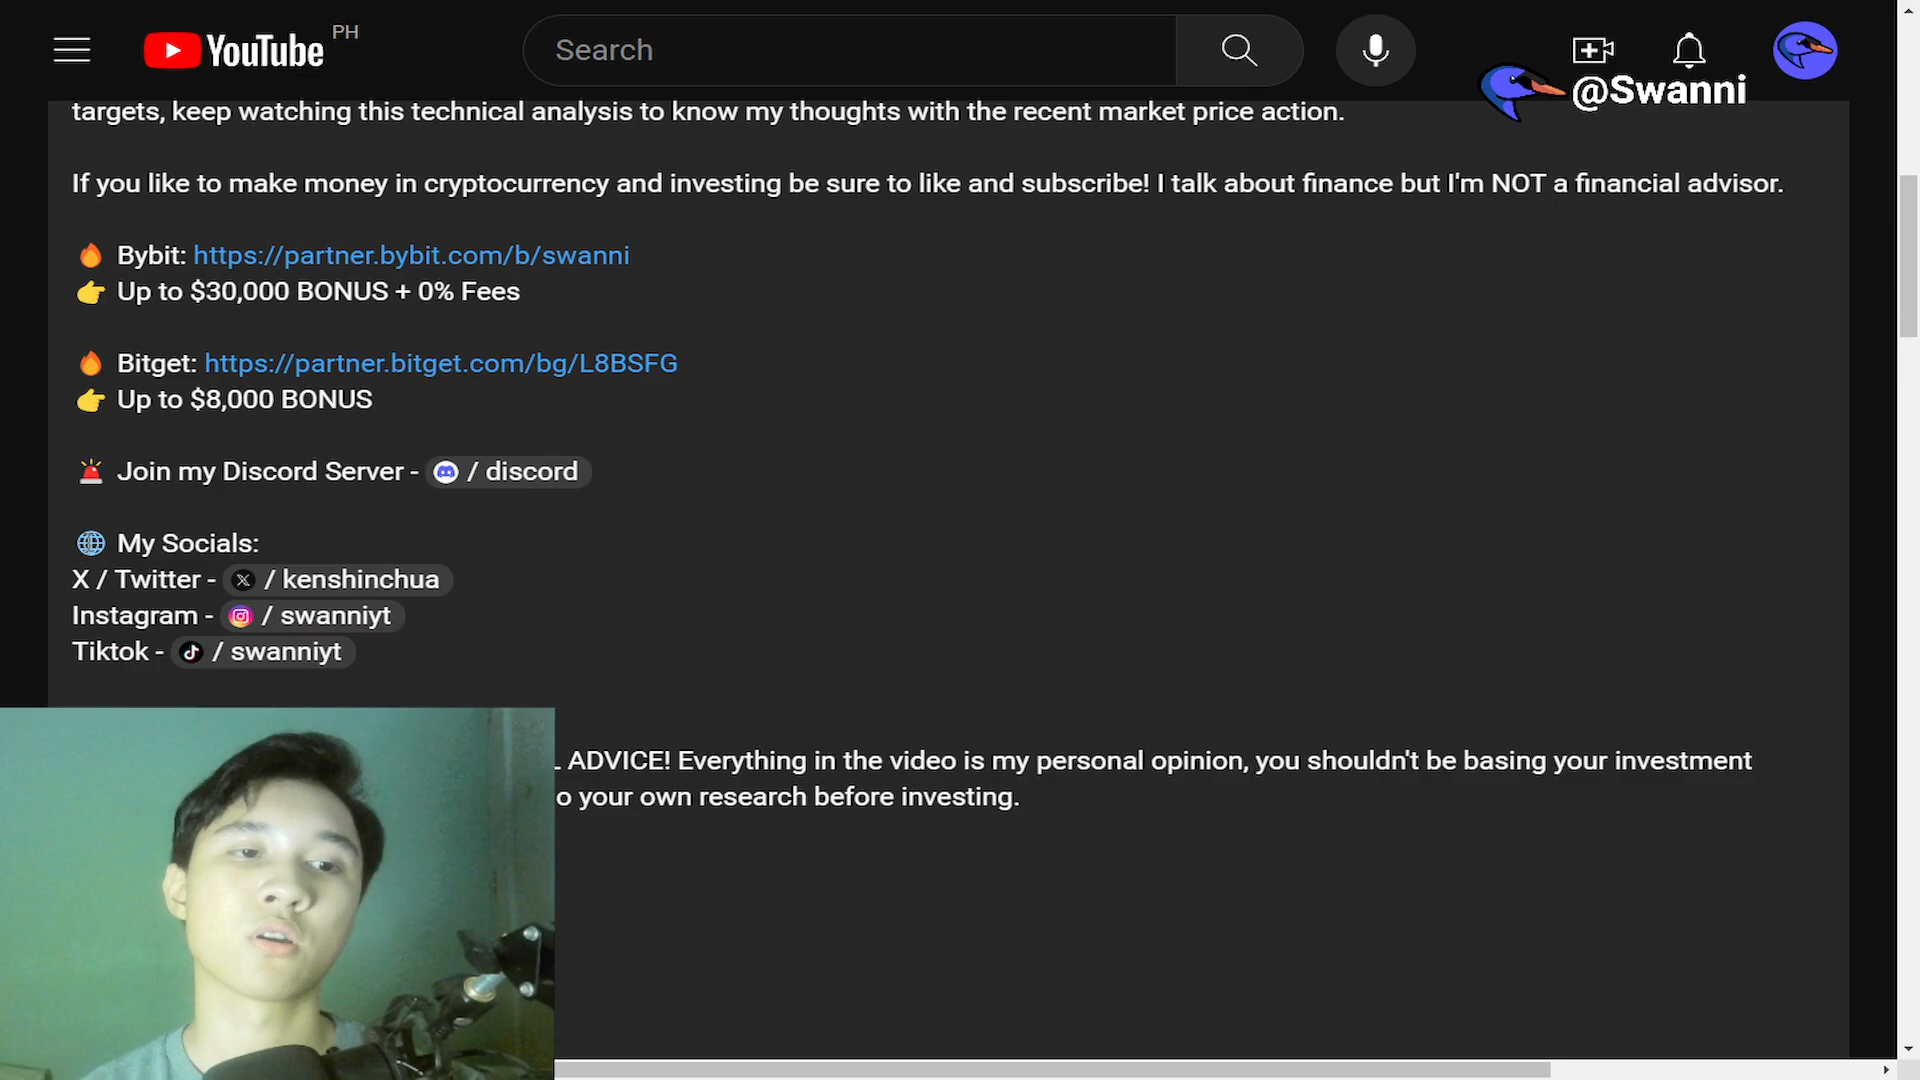 YouTube PH
Search
@Swanni
targets, keep watching this technical analysis to know my thoughts with the recent market price action.
If you like to make money in cryptocurrency and investing be sure to like and subscribe! I talk about finance but I'm NOT a financial advisor.
🔥 Bybit: https://partner.bybit.com/b/swanni
👉 Up to $30,000 BONUS + 0% Fees
🔥 Bitget: https://partner.bitget.com/bg/L8BSFG
👉 Up to $8,000 BONUS
🚨 Join my Discord Server - / discord
🌐 My Socials:
X / Twitter - / kenshinchua
Instagram - / swanniyt
Tiktok - / swanniyt
ADVICE! Everything in the video is my personal opinion, you shouldn't be basing your investment
o your own research before investing.